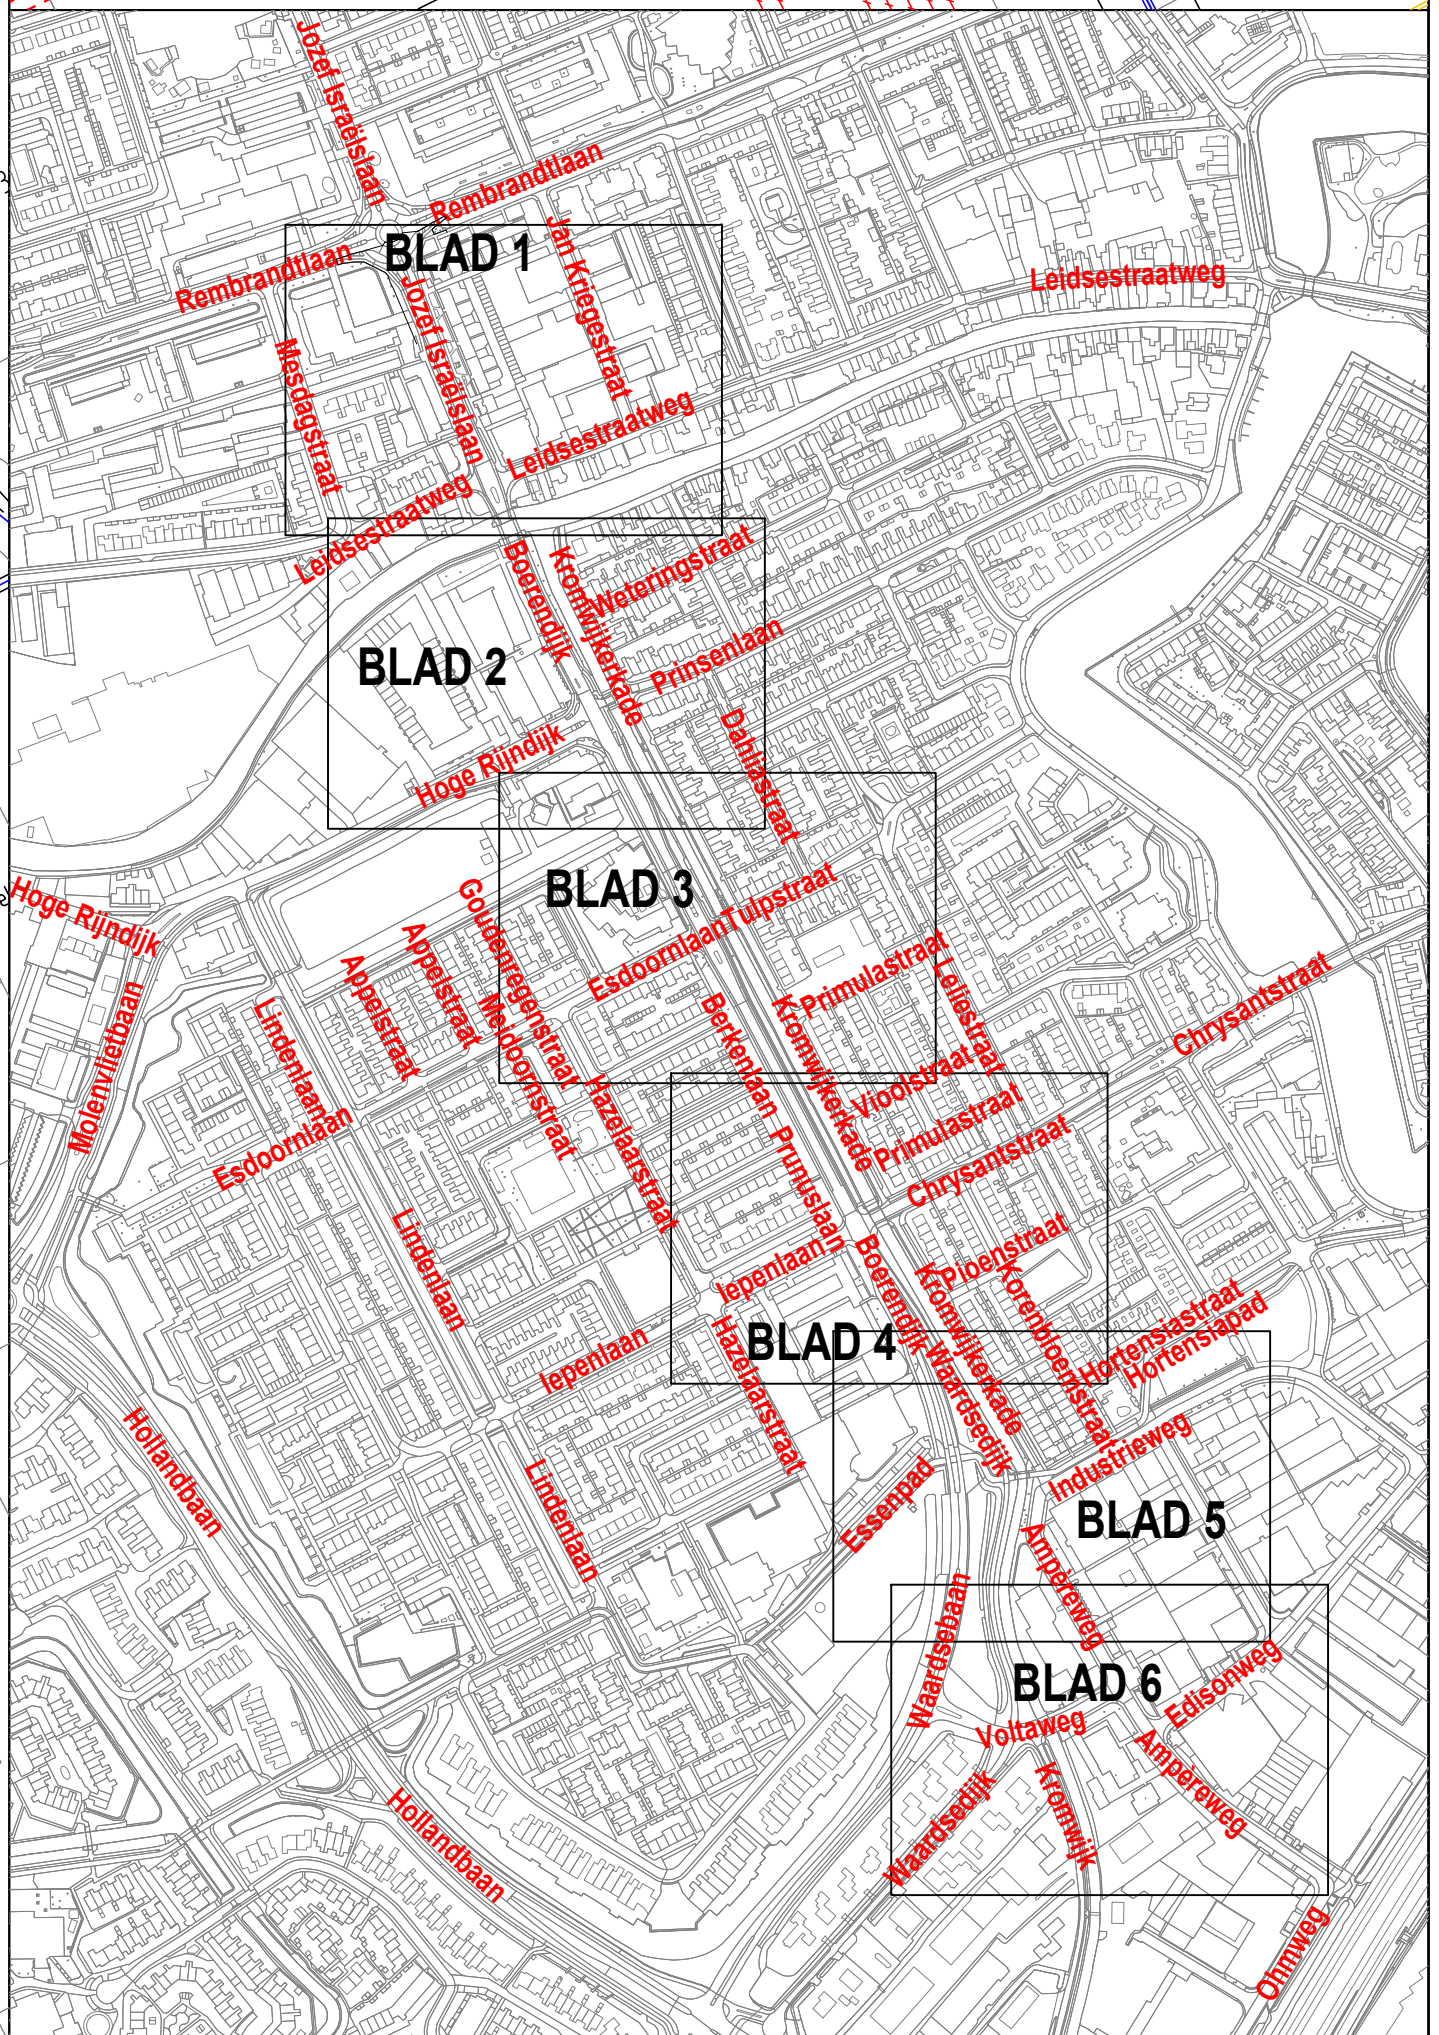 Jozef Israëlslaan
Rembrandtlaan
Jan Kriegestraat
BLAD 1
Rembrandtlaan
Leidsestraatweg
Jozef Israëlslaan
Mesdagstraat
Leidsestraatweg
Leidsestraatweg
Weteringstraat
Boerendijk
Kromwijkerkade
Prinsenlaan
BLAD 2
Dahliastraat
Hoge Rijndijk
BLAD 3
Tulpstraat
Hoge Rijndijk
Goudenregenstraat
Appelstraat
Esdoornlaan
Primulastraat
Leliestraat
Appelstraat
Chrysantstraat
Molenvlietbaan
Lindenlaan
Meidoornstraat
Berkenlaan
Kromwijkerkade
Vioolstraat
Hazelaarstraat
Primulastraat
Esdoornlaan
Chrysantstraat
Prunuslaan
Lindenlaan
Pioenstraat
Iepenlaan
Boerendijk
Kromwijkerkade
Korenbloemstraat
Hortensiastraat
Hortensiapad
BLAD 4
Iepenlaan
Hazelaarstraat
Waardsedijk
Hollandbaan
Industrieweg
Lindenlaan
Essenpad
BLAD 5
Ampèreweg
Waardsebaan
Edisonweg
BLAD 6
Voltaweg
Ampèreweg
Waardsedijk
Kromwijk
Hollandbaan
Ohmweg